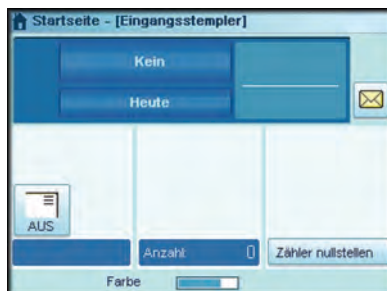 Startseite - [Eingangsstempler]
Kein
Heute
AUS
Anzahl: 0
Zähler nullstellen
Farbe